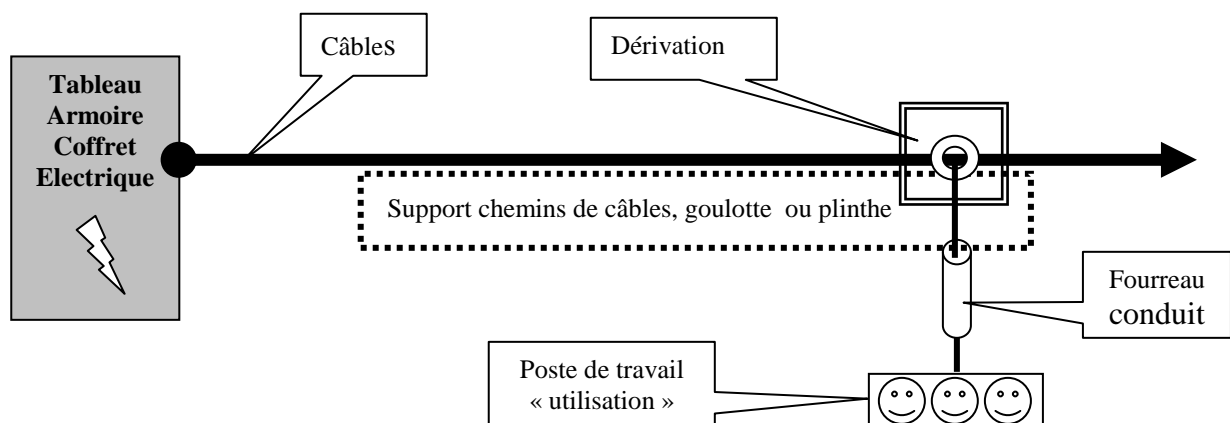 Câbles
Dérivation
Tableau
Armoire
Coffret
Electrique
Support chemins de câbles, goulotte ou plinthe
Fourreau
conduit
Poste de travail
« utilisation »